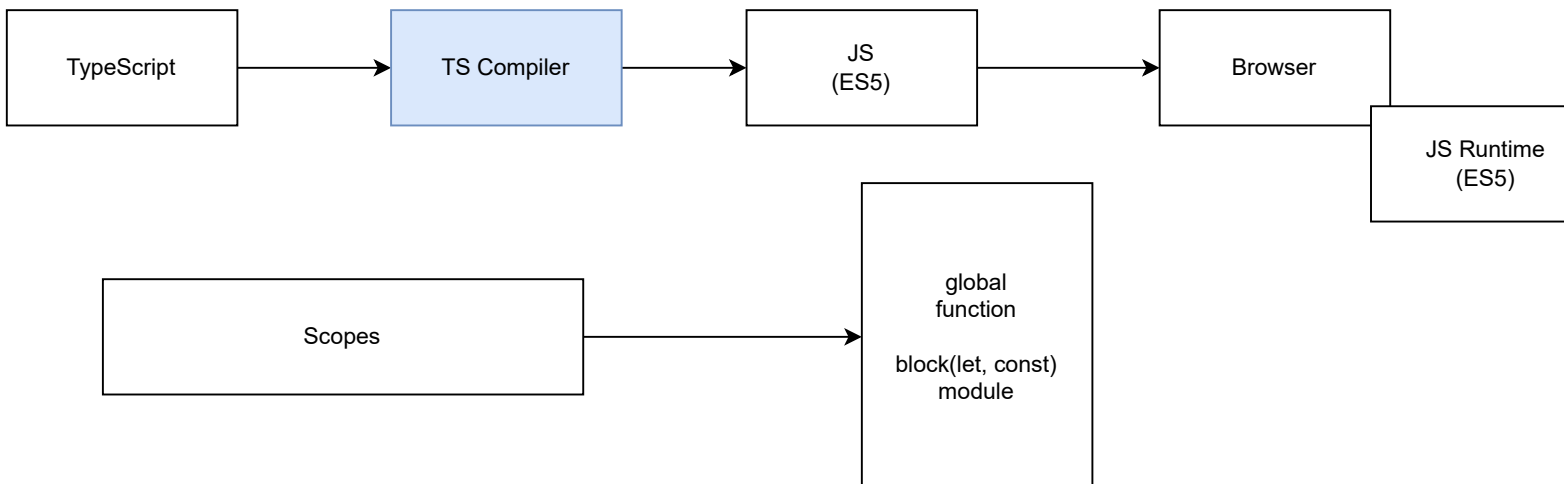 TypeScript
TS Compiler
JS
(ES5)
Browser
JS Runtime
(ES5)
Scopes
global
function
block(let, const)
module